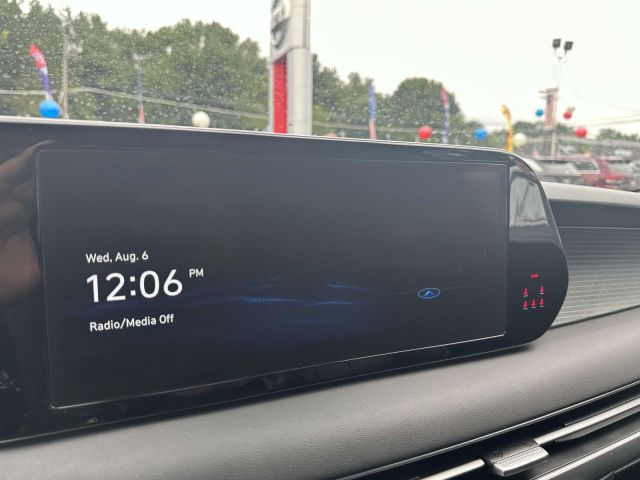 Wed, Aug. 6
12:06 PM
Radio/Media Off